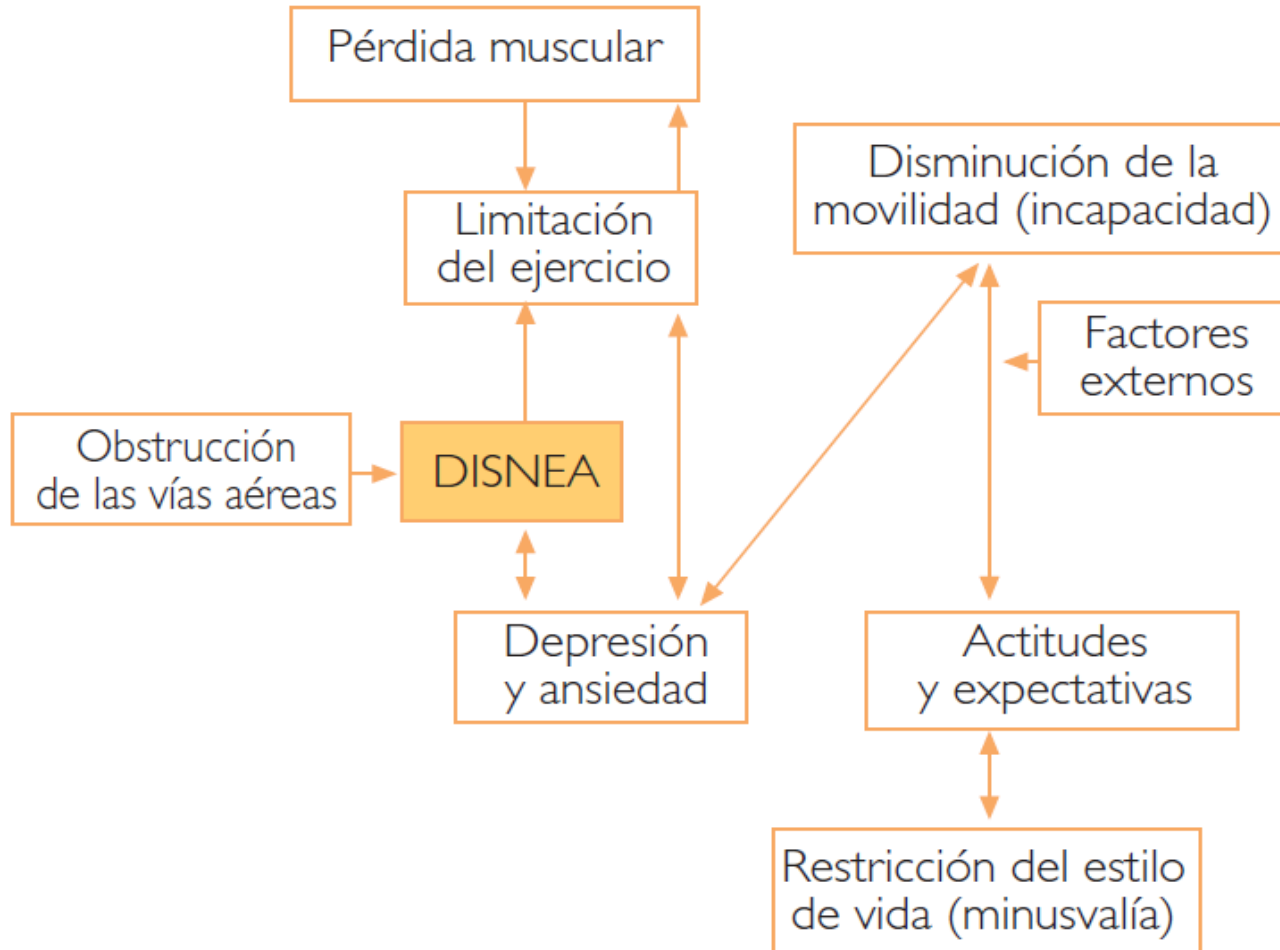 Pérdida muscular
Disminución de la
movilidad (incapacidad)
Limitación
del ejercicio
Factores
externos
Obstrucción
de las vías aéreas
DISNEA
Depresión
y ansiedad
Actitudes
y expectativas
Restricción del estilo
de vida (minusvalía)